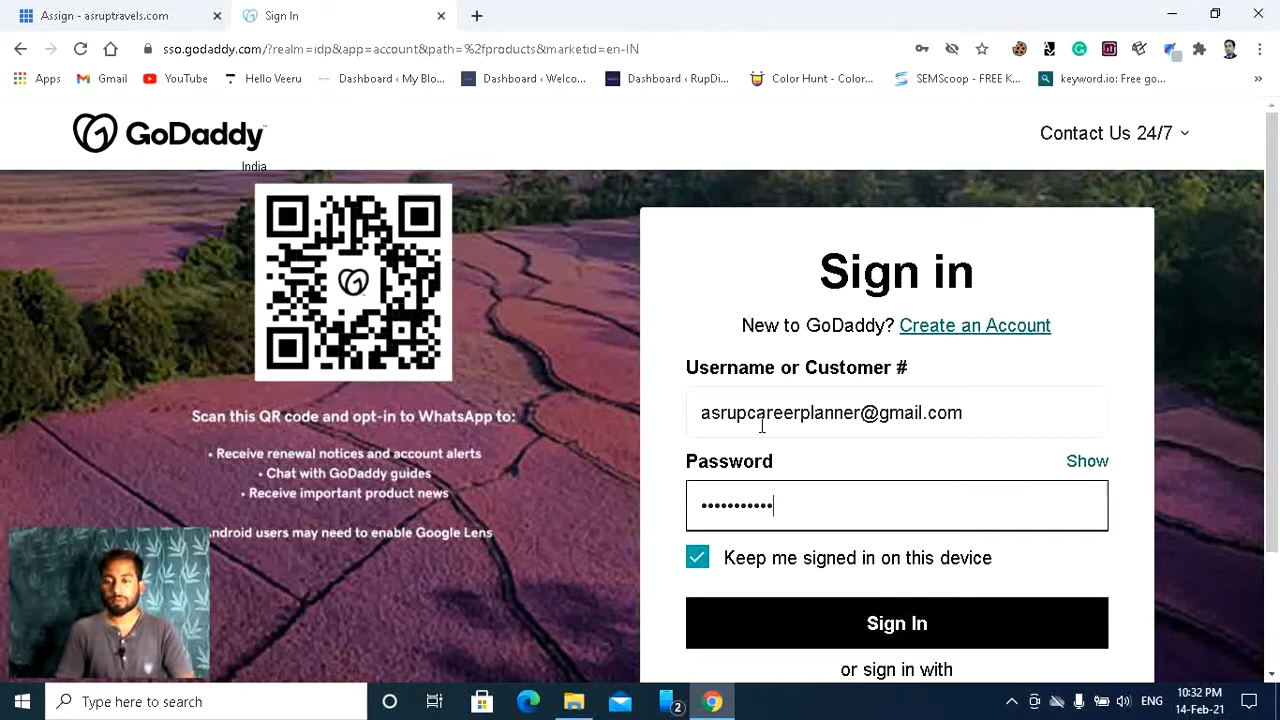 Assign - asruptravels.com
Sign In
sso.godaddy.com/?realm=idp&app=account&path=%2fproducts&marketid=en-IN
Apps
Gmail
YouTube
Hello Veeru
Dashboard ‹ My Blo...
Dashboard ‹ Welco...
Dashboard ‹ RupDi...
Color Hunt - Color...
SEMScoop - FREE K...
keyword.io: Free go...
»
GoDaddy
India
Contact Us 24/7
Scan this QR code and opt-in to WhatsApp to:
• Receive renewal notices and account alerts
• Chat with GoDaddy guides
• Receive important product news
Android users may need to enable Google Lens
Sign in
New to GoDaddy? Create an Account
Username or Customer #
asrupcareerplanner@gmail.com
Password
Show
•••••••••••
Keep me signed in on this device
Sign In
or sign in with
Type here to search
2
ENG
10:32 PM
14-Feb-21